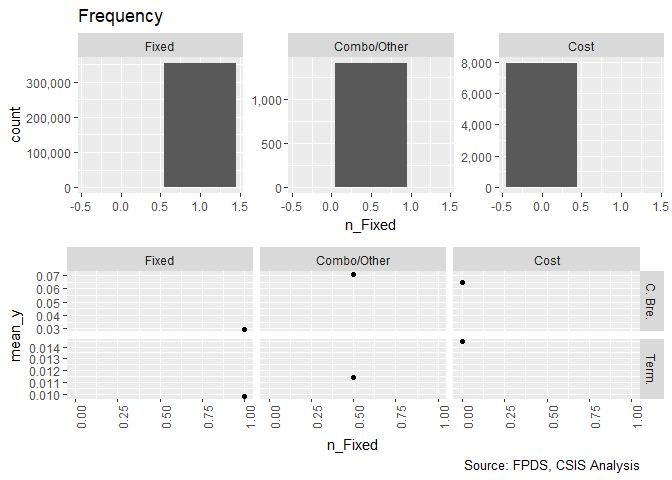 Frequency
Fixed Combo/Other Cost
count
300,000
200,000
100,000
0
1,000
500
0
8,000
6,000
4,000
2,000
0
-0.5 0.0 0.5 1.0 1.5 -0.5 0.0 0.5 1.0 1.5 -0.5 0.0 0.5 1.0 1.5
n_Fixed
Fixed Combo/Other Cost
mean_y
0.07
0.06
0.05
0.04
0.03
C. Bre.
0.014
0.013
0.012
0.011
0.010
Term.
0.00 0.25 0.50 0.75 1.00 0.00 0.25 0.50 0.75 1.00 0.00 0.25 0.50 0.75 1.00
n_Fixed
Source: FPDS, CSIS Analysis